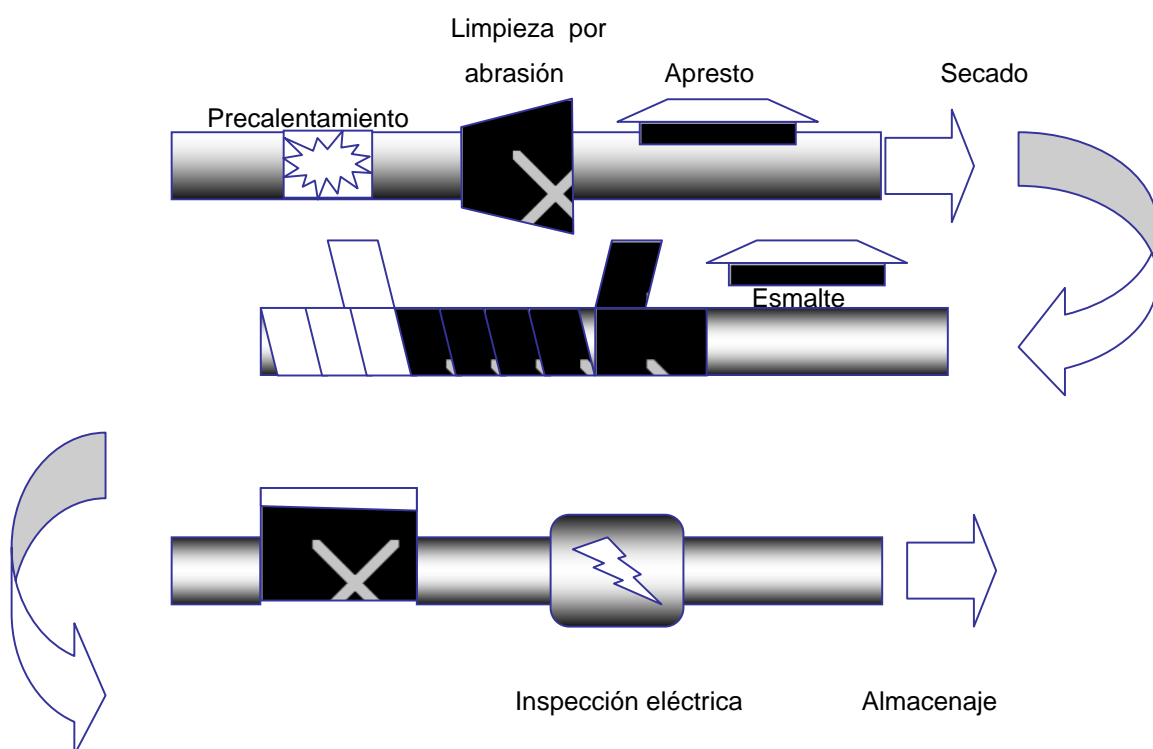 Limpieza por
abrasión
Apresto
Secado
Precalentamiento
Esmalte
Inspección eléctrica
Almacenaje